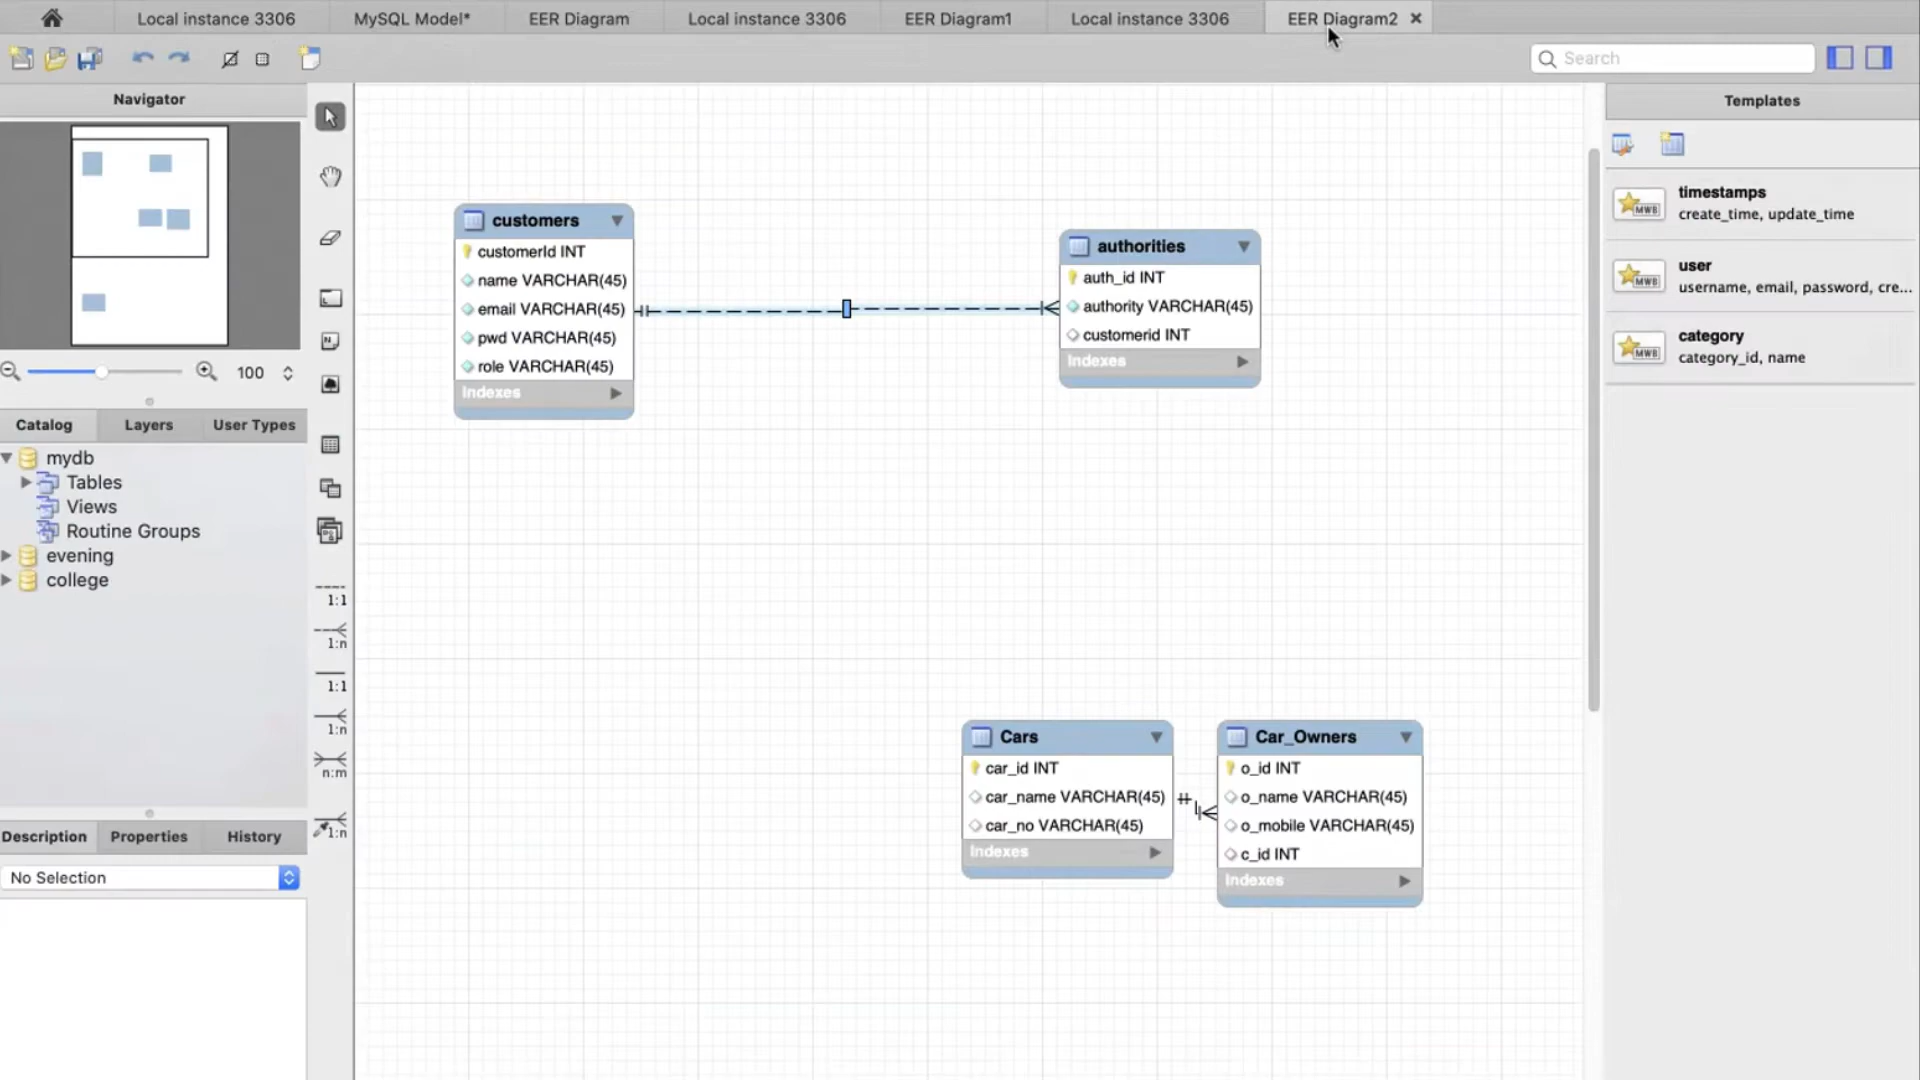 Local instance 3306
MySQL Model*
EER Diagram
Local instance 3306
EER Diagram1
Local instance 3306
EER Diagram2
Search
Navigator
100
Catalog
Layers
User Types
mydb
Tables
Views
Routine Groups
evening
college
Description
Properties
History
No Selection
1:1
1:n
1:1
1:n
n:m
1:n
customers
customerId INT
name VARCHAR(45)
email VARCHAR(45)
pwd VARCHAR(45)
role VARCHAR(45)
Indexes
authorities
auth_id INT
authority VARCHAR(45)
customerid INT
Indexes
Cars
car_id INT
car_name VARCHAR(45)
car_no VARCHAR(45)
Indexes
Car_Owners
o_id INT
o_name VARCHAR(45)
o_mobile VARCHAR(45)
c_id INT
Indexes
Templates
MWB
timestamps
create_time, update_time
MWB
user
username, email, password, cre...
MWB
category
category_id, name